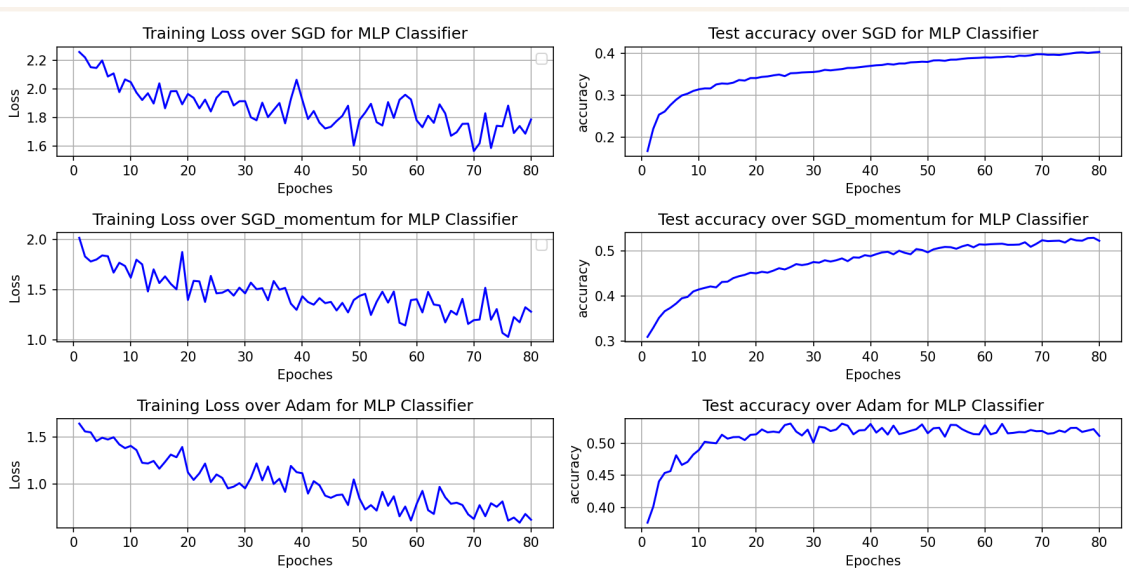 Training Loss over SGD for MLP Classifier
2.2
2.0
1.8
1.6
Loss
0 10 20 30 40 50 60 70 80
Epoches
Test accuracy over SGD for MLP Classifier
0.4
0.3
0.2
accuracy
0 10 20 30 40 50 60 70 80
Epoches
Training Loss over SGD_momentum for MLP Classifier
2.0
1.5
1.0
Loss
0 10 20 30 40 50 60 70 80
Epoches
Test accuracy over SGD_momentum for MLP Classifier
0.5
0.4
0.3
accuracy
0 10 20 30 40 50 60 70 80
Epoches
Training Loss over Adam for MLP Classifier
1.5
1.0
Loss
0 10 20 30 40 50 60 70 80
Epoches
Test accuracy over Adam for MLP Classifier
0.50
0.45
0.40
accuracy
0 10 20 30 40 50 60 70 80
Epoches